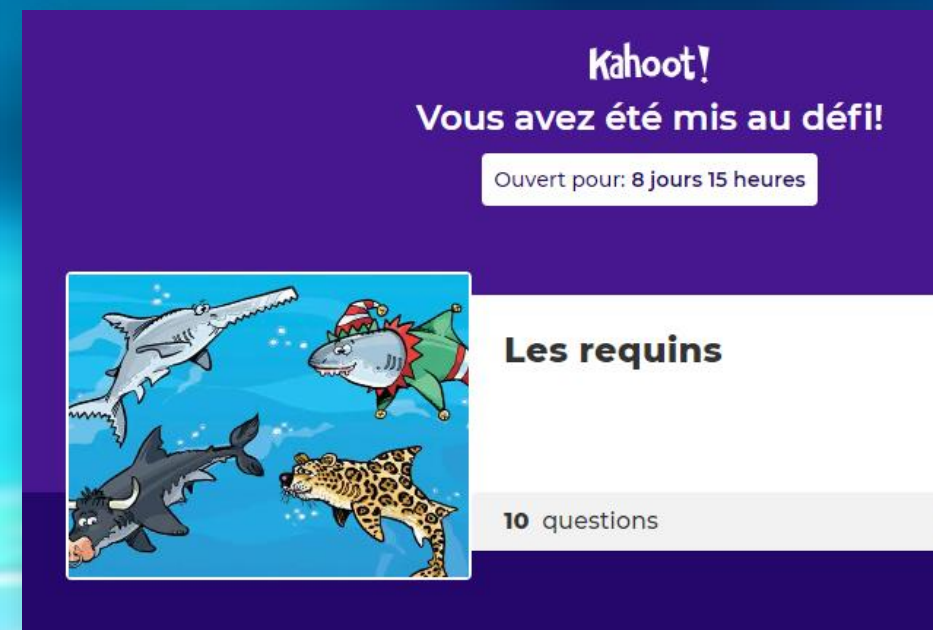 Kahoot!
Vous avez été mis au défi!
Ouvert pour: 8 jours 15 heures
Les requins
10 questions